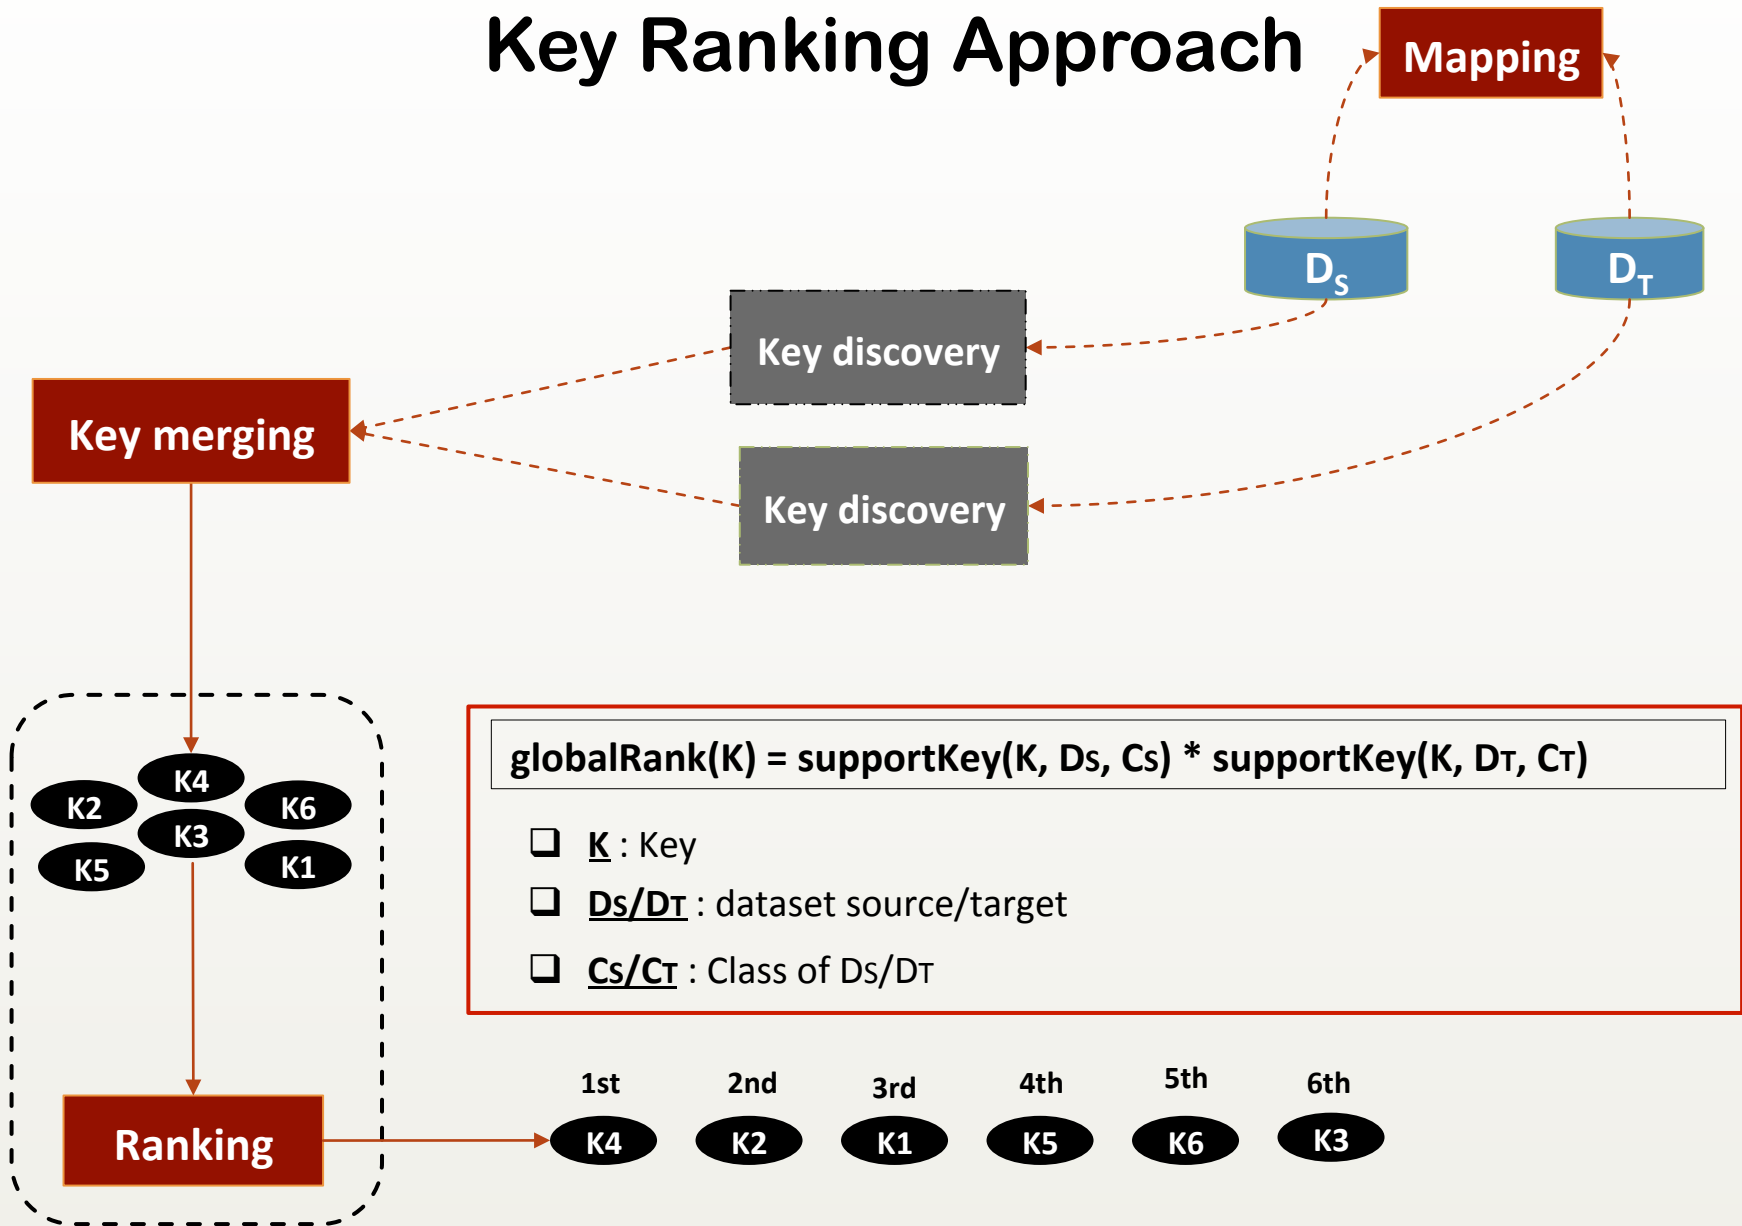 Key Ranking Approach
Mapping
DS
DT
Key discovery
Key merging
Key discovery
globalRank(K) = supportKey(K, DS, CS) * supportKey(K, DT, CT)
❑ K : Key
❑ DS/DT : dataset source/target
❑ CS/CT : Class of DS/DT
K4
K2
K6
K3
K5
K1
Ranking
1st
2nd
3rd
4th
5th
6th
K4
K2
K1
K5
K6
K3